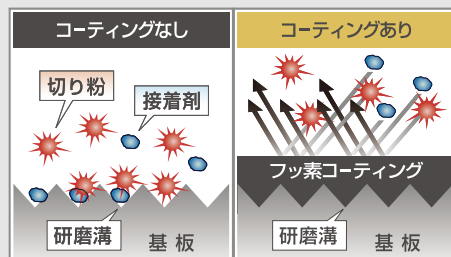 コーティングなし
切り粉
接着剤
研磨溝
基板
コーティングあり
フッ素コーティング
研磨溝
基板